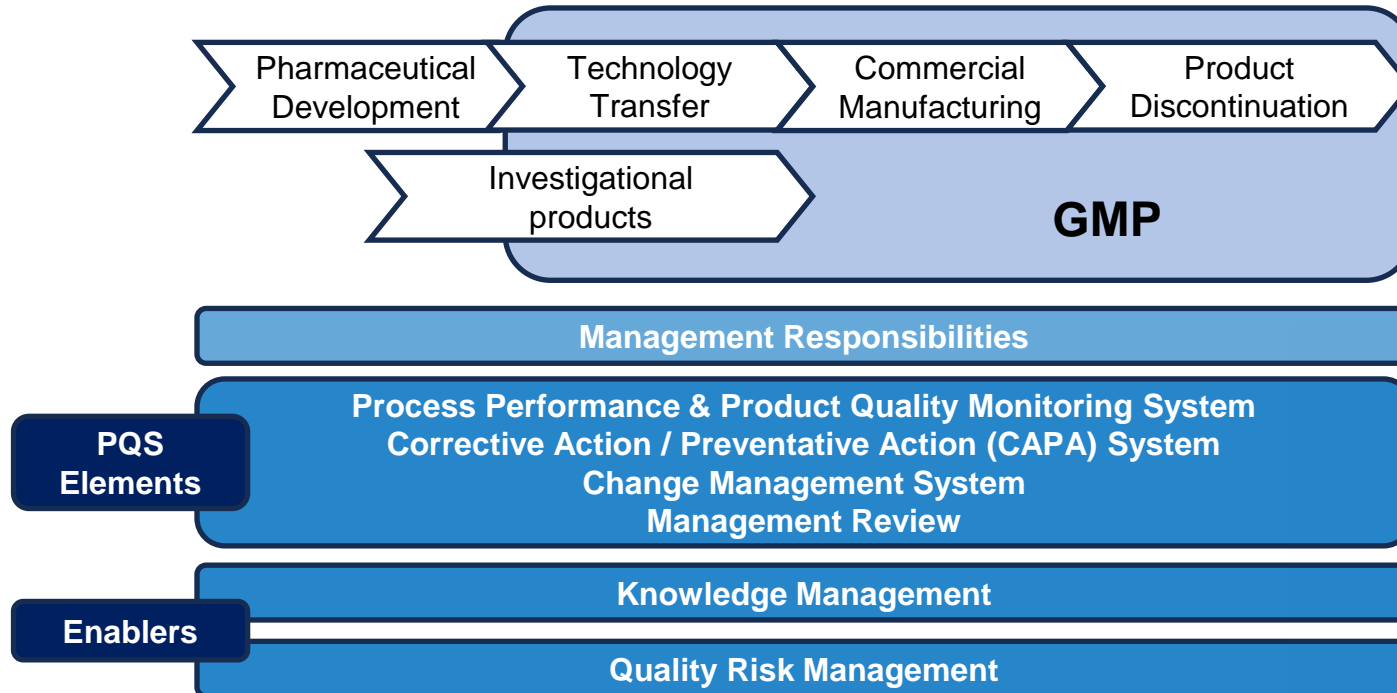 Pharmaceutical
Development
Technology
Transfer
Commercial
Manufacturing
Product
Discontinuation
Investigational
products
GMP
Management Responsibilities
PQS
Elements
Process Performance & Product Quality Monitoring System
Corrective Action / Preventative Action (CAPA) System
Change Management System
Management Review
Enablers
Knowledge Management
Quality Risk Management